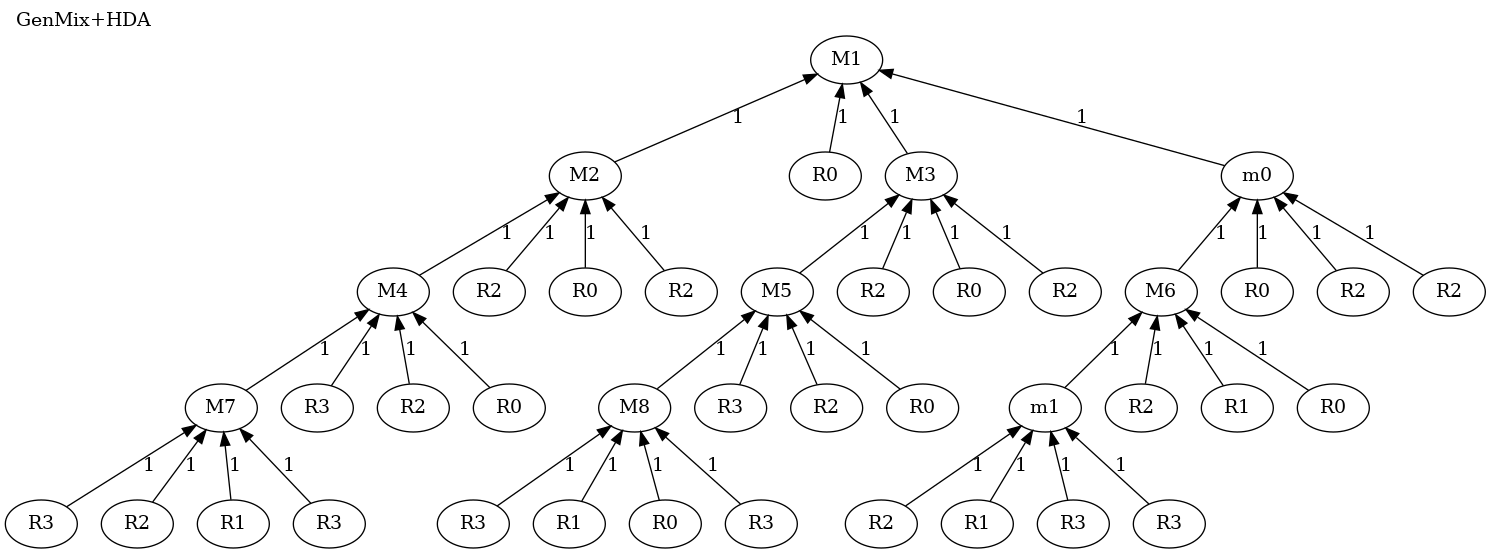 GenMix+HDA
M1
1 1 1 1
M2 R0 M3 m0
1 1 1 1 1 1 1 1 1 1 1 1
M4 R2 R0 R2 M5 R2 R0 R2 M6 R0 R2 R2
1 1 1 1 1 1 1 1 1 1 1 1
M7 R3 R2 R0 M8 R3 R2 R0 m1 R2 R1 R0
1 1 1 1 1 1 1 1 1 1 1 1
R3 R2 R1 R3 R3 R1 R0 R3 R2 R1 R3 R3